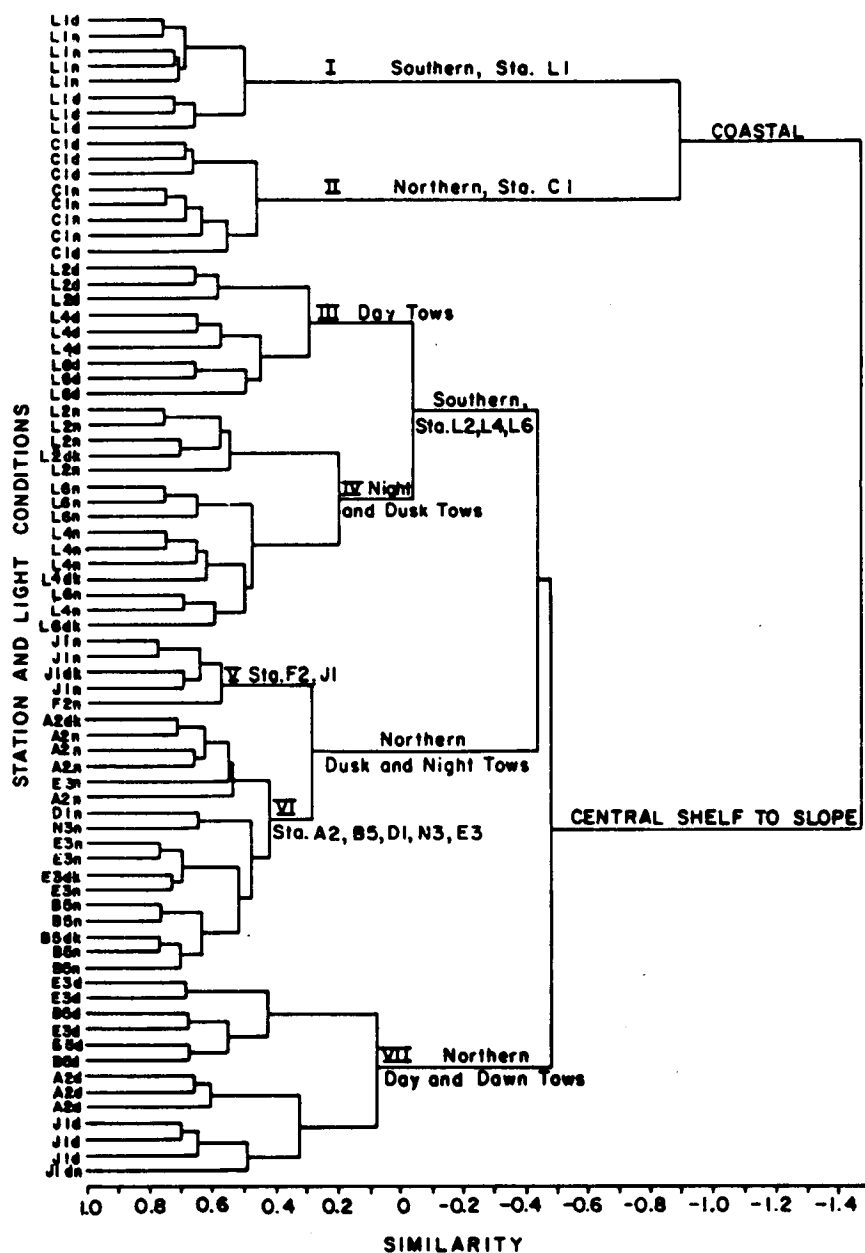 L1d
L1n
L1n
L1n
L1n
L1d
L1d
L1d
I Southern, Sta. L1
COASTAL
C1d
C1d
C1d
C1n
C1n
C1n
C1n
C1d
II Northern, Sta. C1
L2d
L2d
L2d
L4d
L4d
L4d
L6d
L6d
L6d
III Day Tows
Southern,
Sta. L2, L4, L6
L2n
L2n
L2n
L2dk
L2n
L6n
L6n
L6n
L4n
L4n
L4n
L4dk
L6n
L4n
L6dk
IV Night
and Dusk Tows
J1n
J1n
J1dk
J1n
F2n
V Sta. F2, J1
Northern
Dusk and Night Tows
A2dk
A2n
A2n
A2n
E3n
A2n
D1n
N3n
E3n
E3n
E3dk
E3n
B5n
B5n
B5dk
B5n
B5n
VI
Sta. A2, B5, D1, N3, E3
CENTRAL SHELF TO SLOPE
E3d
E3d
B5d
E3d
B5d
B5d
A2d
A2d
A2d
J1d
J1d
J1d
J1dn
VII Northern
Day and Dawn Tows
STATION AND LIGHT CONDITIONS
1.0 0.8 0.6 0.4 0.2 0 -0.2 -0.4 -0.6 -0.8 -1.0 -1.2 -1.4
SIMILARITY